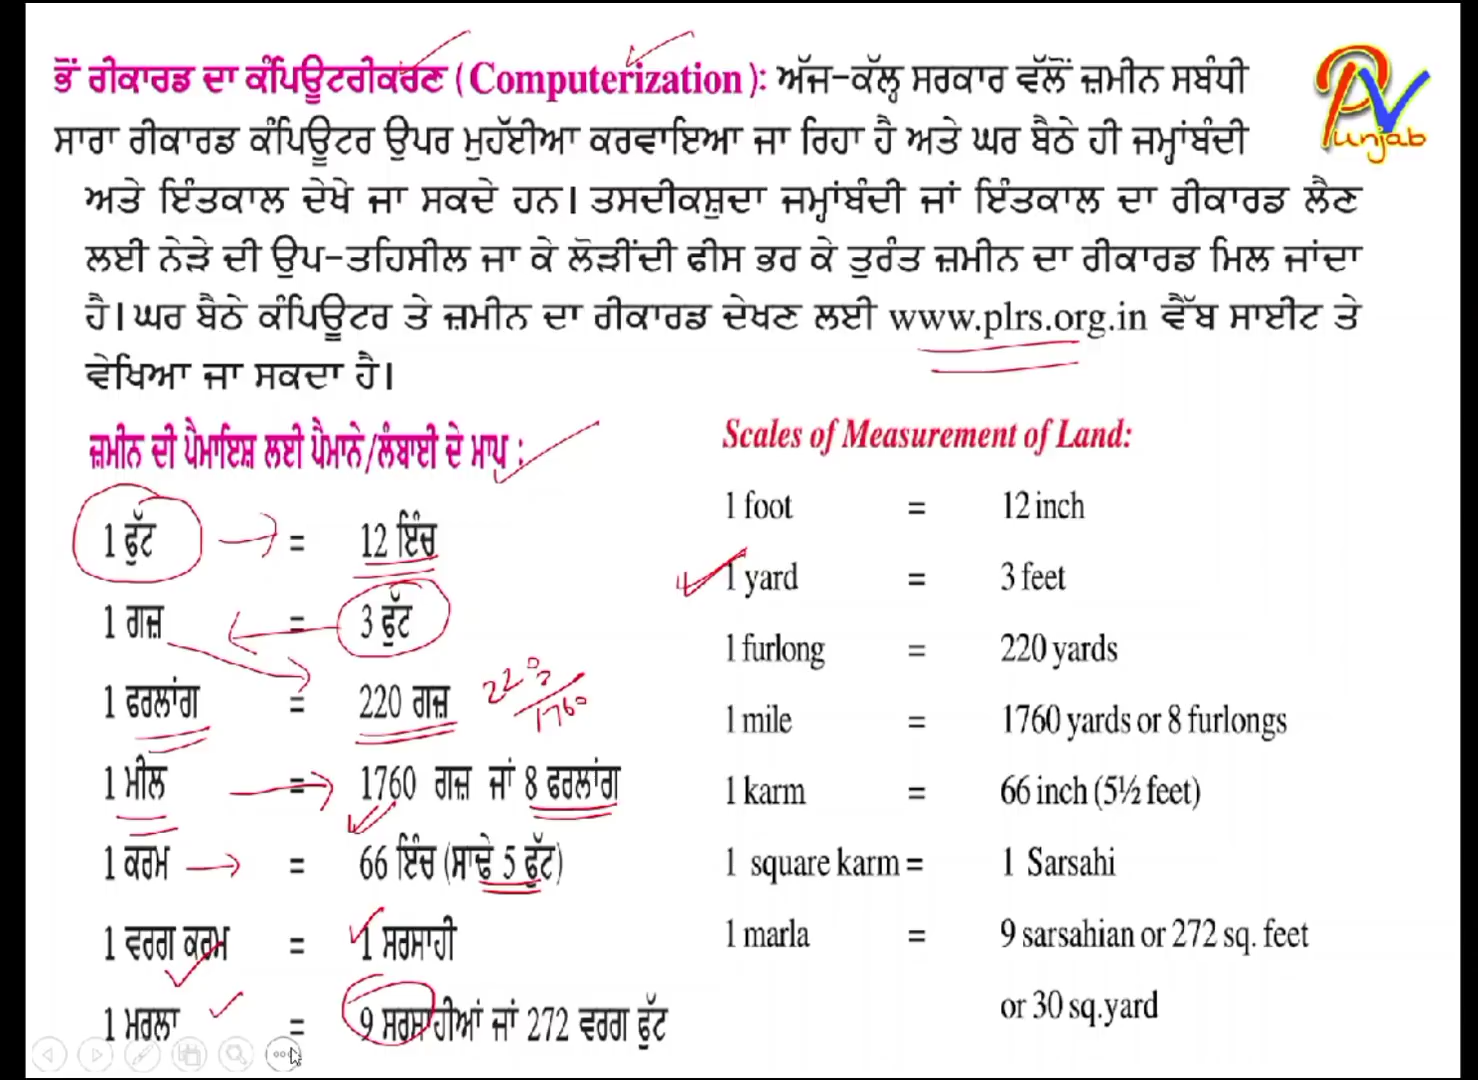 ਭੋਂ ਰੀਕਾਰਡ ਦਾ ਕੰਪਿਊਟਰੀਕਰਣ (Computerization): ਅੱਜ-ਕੱਲ੍ਹ ਸਰਕਾਰ ਵੱਲੋਂ ਜ਼ਮੀਨ ਸਬੰਧੀ
ਸਾਰਾ ਰੀਕਾਰਡ ਕੰਪਿਊਟਰ ਉਪਰ ਮੁਹੱਈਆ ਕਰਵਾਇਆ ਜਾ ਰਿਹਾ ਹੈ ਅਤੇ ਘਰ ਬੈਠੇ ਹੀ ਜਮ੍ਹਾਂਬੰਦੀ
ਅਤੇ ਇੰਤਕਾਲ ਦੇਖੇ ਜਾ ਸਕਦੇ ਹਨ। ਤਸਦੀਕਸ਼ੁਦਾ ਜਮ੍ਹਾਂਬੰਦੀ ਜਾਂ ਇੰਤਕਾਲ ਦਾ ਰੀਕਾਰਡ ਲੈਣ
ਲਈ ਨੇੜੇ ਦੀ ਉਪ-ਤਹਿਸੀਲ ਜਾ ਕੇ ਲੋੜੀਂਦੀ ਫੀਸ ਭਰ ਕੇ ਤੁਰੰਤ ਜ਼ਮੀਨ ਦਾ ਰੀਕਾਰਡ ਮਿਲ ਜਾਂਦਾ
ਹੈ। ਘਰ ਬੈਠੇ ਕੰਪਿਊਟਰ ਤੇ ਜ਼ਮੀਨ ਦਾ ਰੀਕਾਰਡ ਦੇਖਣ ਲਈ www.plrs.org.in ਵੈੱਬ ਸਾਈਟ ਤੇ
ਵੇਖਿਆ ਜਾ ਸਕਦਾ ਹੈ।
PV Punjab
ਜ਼ਮੀਨ ਦੀ ਪੈਮਾਇਸ਼ ਲਈ ਪੈਮਾਨੇ/ਲੰਬਾਈ ਦੇ ਮਾਪ :
1 ਫੁੱਟ = 12 ਇੰਚ
1 ਗਜ਼ = 3 ਫੁੱਟ
1 ਫਰਲਾਂਗ = 220 ਗਜ਼
1760
1 ਮੀਲ = 1760 ਗਜ਼ ਜਾਂ 8 ਫਰਲਾਂਗ
1 ਕਰਮ = 66 ਇੰਚ (ਸਾਢੇ 5 ਫੁੱਟ)
1 ਵਰਗ ਕਰਮ = 1 ਸਰਸਾਹੀ
1 ਮਰਲਾ = 9 ਸਰਸਾਹੀਆਂ ਜਾਂ 272 ਵਰਗ ਫੁੱਟ
Scales of Measurement of Land:
1 foot = 12 inch
1 yard = 3 feet
1 furlong = 220 yards
1 mile = 1760 yards or 8 furlongs
1 karm = 66 inch (5½ feet)
1 square karm = 1 Sarsahi
1 marla = 9 sarsahian or 272 sq. feet
or 30 sq.yard